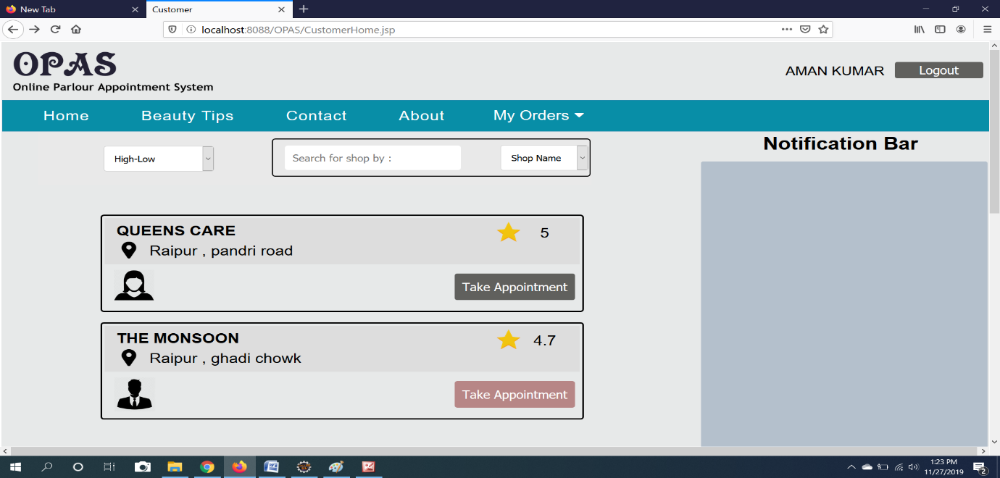 New Tab
Customer
localhost:8088/OPAS/CustomerHome.jsp
OPAS
Online Parlour Appointment System
AMAN KUMAR
Logout
Home
Beauty Tips
Contact
About
My Orders
High-Low
Search for shop by :
Shop Name
Notification Bar
QUEENS CARE
5
Raipur , pandri road
Take Appointment
THE MONSOON
4.7
Raipur , ghadi chowk
Take Appointment
1:23 PM
11/27/2019
2